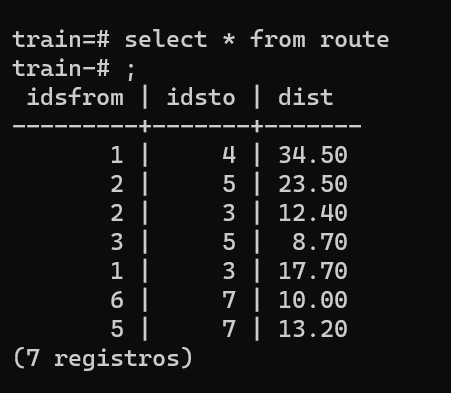 train=# select * from route
train-# ;
 idsfrom | idsto | dist
---------+-------+-------
       1 |     4 | 34.50
       2 |     5 | 23.50
       2 |     3 | 12.40
       3 |     5 |  8.70
       1 |     3 | 17.70
       6 |     7 | 10.00
       5 |     7 | 13.20
(7 registros)